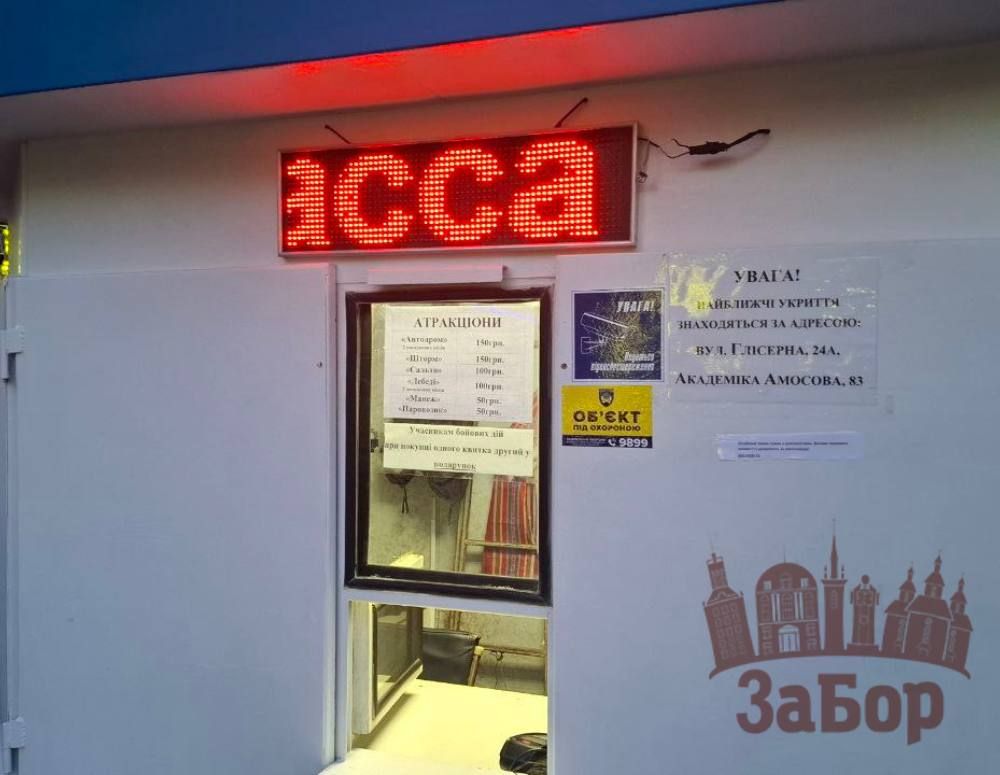 асса
АТРАКЦІОНИ
«Автодром» 150грн.
«Шторм» 150грн.
«Сальто» 100грн.
«Лебеді» 100грн.
«Манеж» 50грн.
«Паровозик» 50грн.
Учасникам бойових дій
при покупці одного квитка другий у
подарунок
УВАГА!
ОБ'ЄКТ
ПІД ОХОРОНОЮ
9899
УВАГА!
НАЙБЛИЖЧІ УКРИТТЯ
ЗНАХОДЯТЬСЯ ЗА АДРЕСОЮ:
ВУЛ. ГЛІСЕРНА, 24А,
АКАДЕМІКА АМОСОВА, 83
ЗаБор